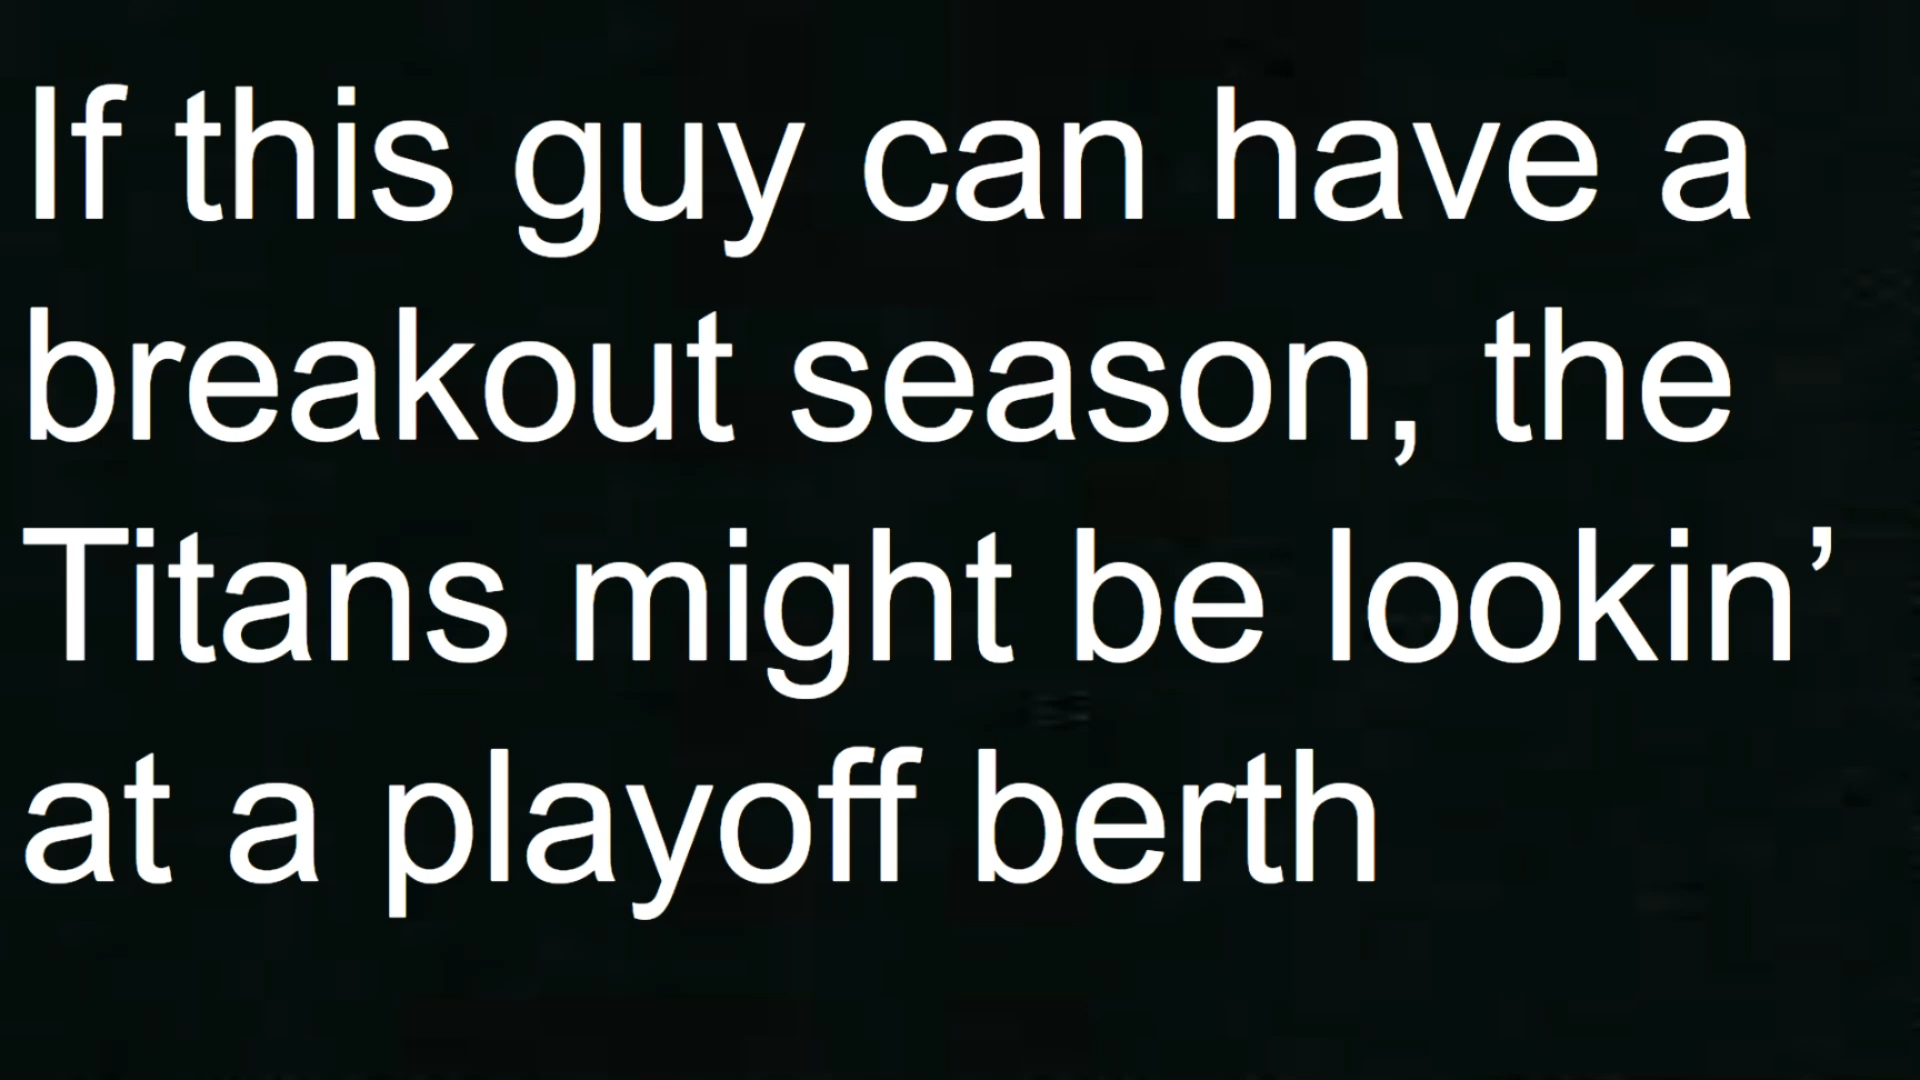 If this guy can have a
breakout season, the
Titans might be lookin’
at a playoff berth